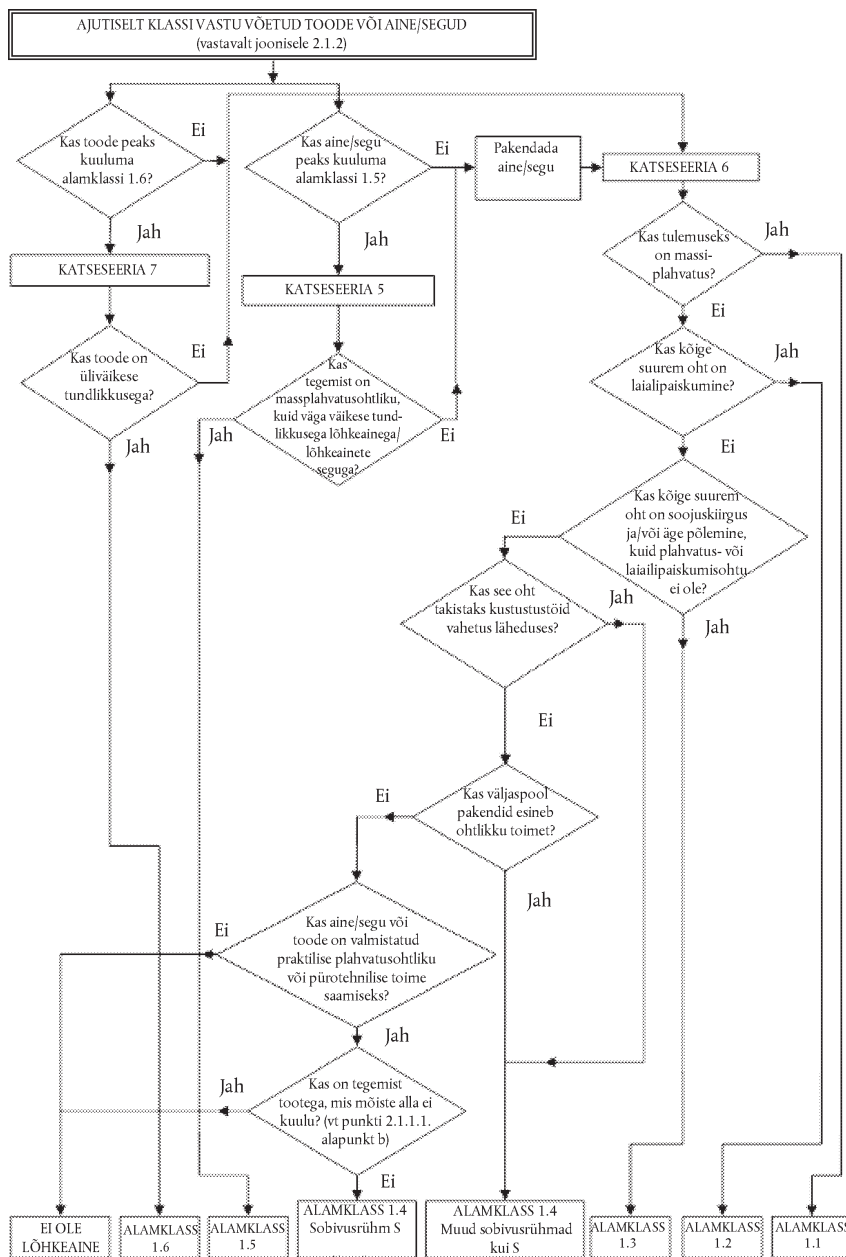 AJUTISELT KLASSI VASTU VÕETUD TOODE VÕI AINE/SEGUD
(vastavalt joonisele 2.1.2)
Kas toode peaks
kuuluma
alamklassi 1.6?
Ei
Jah
Kas aine/segu
peaks kuuluma
alamklassi 1.5?
Ei
Jah
Pakendada
aine/segu
KATSESEERIA 6
KATSESEERIA 7
KATSESEERIA 5
Kas tulemuseks
on massi-
plahvatus?
Jah
Ei
Kas toode on
üliväikese
tundlikkusega?
Ei
Jah
Kas
tegemist on
massplahvatusohtliku,
kuid väga väikese tund-
likkusega lõhkeainega/
lõhkeainete
seguga?
Jah
Ei
Kas kõige
suurem oht on
laialipaiskumine?
Jah
Ei
Kas kõige suurem
oht on soojuskiirgus
ja/või äge põlemine,
kuid plahvatus- või
laiailipaiskumisohtu
ei ole?
Ei
Jah
Kas see oht
takistaks kustustustöid
vahetus läheduses?
Jah
Ei
Kas väljaspool
pakendid esineb
ohtlikku toimet?
Ei
Jah
Kas aine/segu või
toode on valmistatud
praktilise plahvatusohtliku
või pürotehnilise toime
saamiseks?
Ei
Jah
Kas on tegemist
tootega, mis mõiste alla ei
kuulu? (vt punkti 2.1.1.1.
alapunkt b)
Jah
Ei
EI OLE
LÕHKEAINE
ALAMKLASS
1.6
ALAMKLASS
1.5
ALAMKLASS 1.4
Sobivusrühm S
ALAMKLASS 1.4
Muud sobivusrühmad
kui S
ALAMKLASS
1.3
ALAMKLASS
1.2
ALAMKLASS
1.1